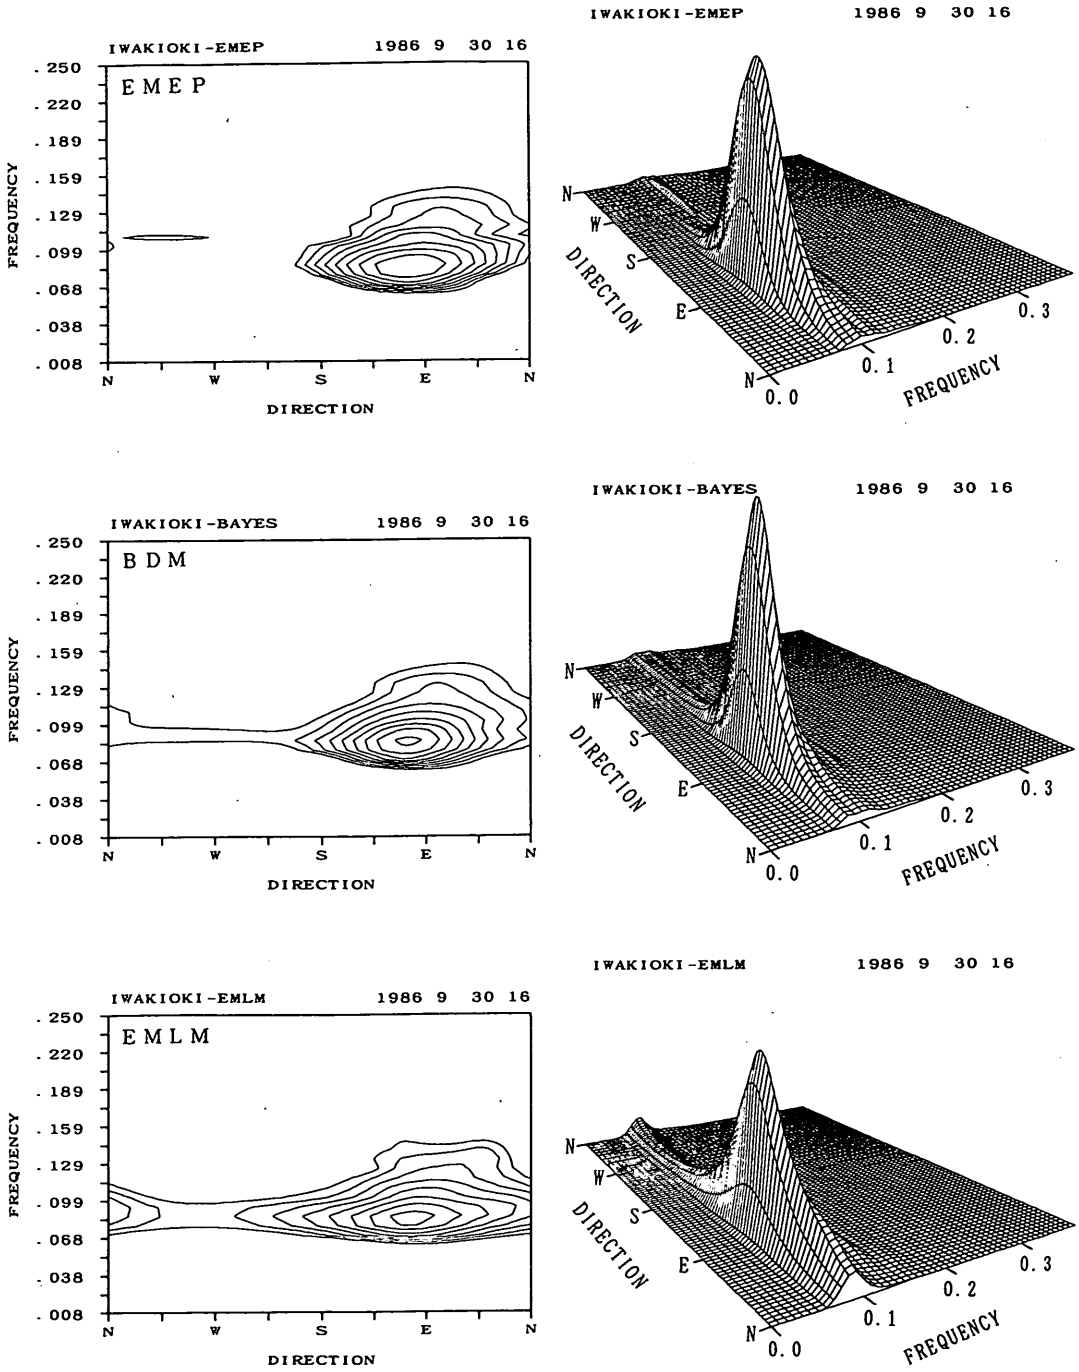 IWAKIOKI-EMEP 1986 9 30 16
EMEP
FREQUENCY
.250
.220
.189
.159
.129
.099
.068
.038
.008
N W S E N
DIRECTION
IWAKIOKI-EMEP 1986 9 30 16
N
W
S
E
N
DIRECTION
0.0
0.1
0.2
0.3
FREQUENCY
IWAKIOKI-BAYES 1986 9 30 16
BDM
FREQUENCY
.250
.220
.189
.159
.129
.099
.068
.038
.008
N W S E N
DIRECTION
IWAKIOKI-BAYES 1986 9 30 16
N
W
S
E
N
DIRECTION
0.0
0.1
0.2
0.3
FREQUENCY
IWAKIOKI-EMLM 1986 9 30 16
EMLM
FREQUENCY
.250
.220
.189
.159
.129
.099
.068
.038
.008
N W S E N
DIRECTION
IWAKIOKI-EMLM 1986 9 30 16
N
W
S
E
N
DIRECTION
0.0
0.1
0.2
0.3
FREQUENCY